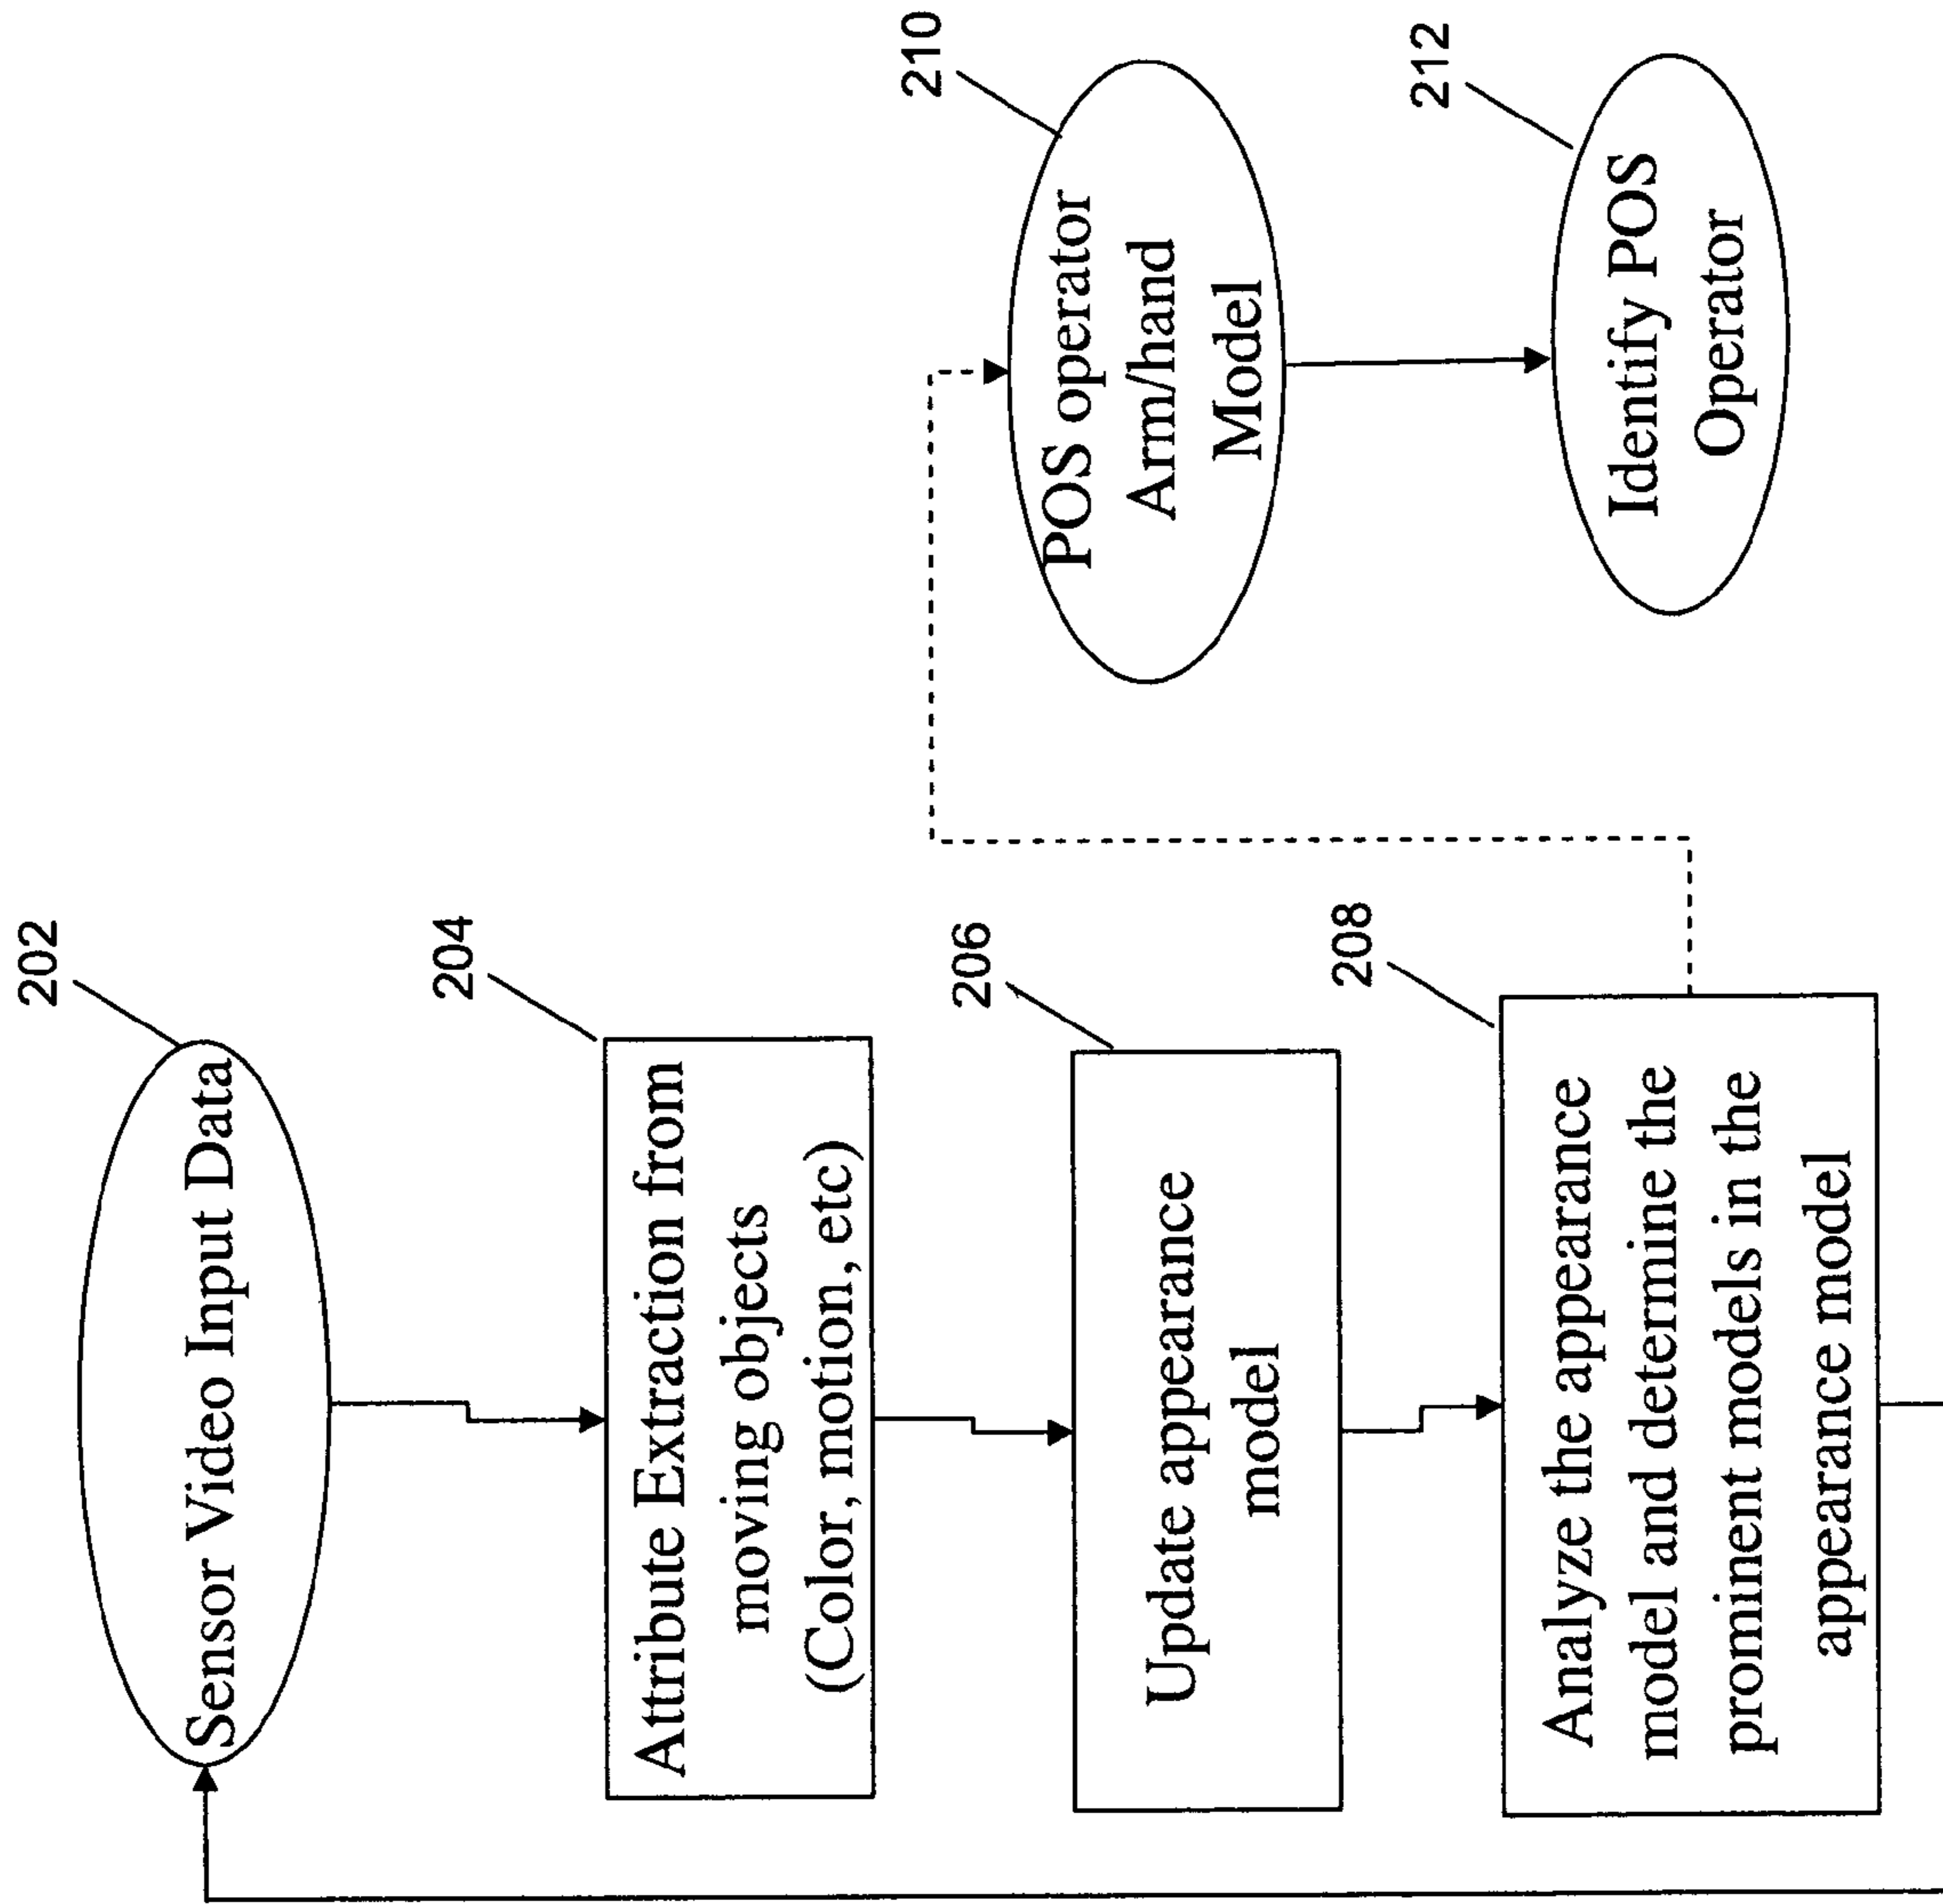 202
Sensor Video Input Data
204
Attribute Extraction from
moving objects
(Color, motion, etc)
206
Update appearance
model
208
Analyze the appearance
model and determine the
prominent models in the
appearance model
210
POS operator
Arm/hand
Model
212
Identify POS
Operator